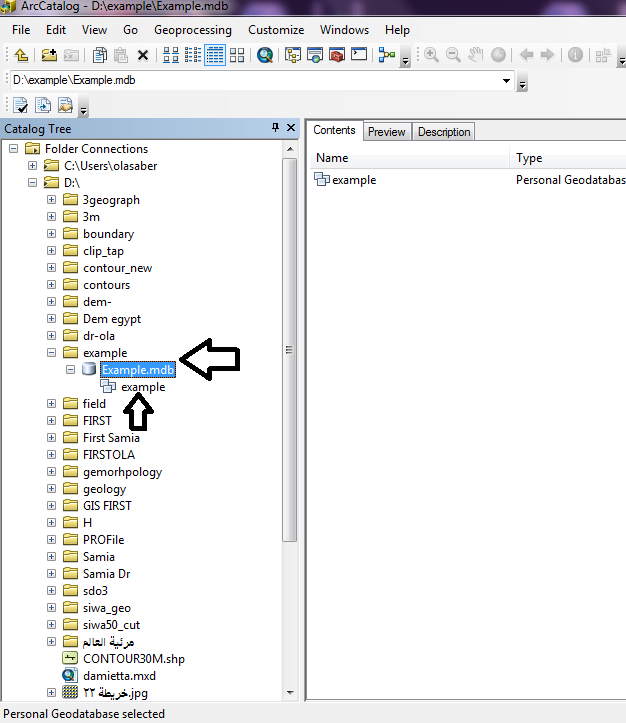 ArcCatalog - D:\example\Example.mdb
File Edit View Go Geoprocessing Customize Windows Help
D:\example\Example.mdb
Catalog Tree
Folder Connections
C:\Users\olasaber
D:\
3geograph
3m
boundary
clip_tap
contour_new
contours
dem-
Dem egypt
dr-ola
example
Example.mdb
example
field
FIRST
First Samia
FIRSTOLA
gemorhpology
geology
GIS FIRST
H
PROFile
Samia
Samia Dr
sdo3
siwa_geo
siwa50_cut
مرئية العالم
CONTOUR30M.shp
damietta.mxd
خريطة ٢٢.jpg
Contents Preview Description
Name Type
example Personal Geodatabase
Personal Geodatabase selected